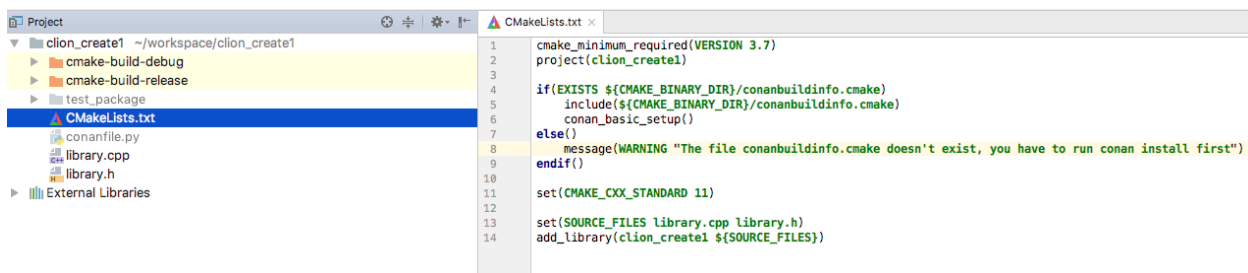 Project
clion_create1 ~/workspace/clion_create1
cmake-build-debug
cmake-build-release
test_package
CMakeLists.txt
conanfile.py
library.cpp
library.h
External Libraries
CMakeLists.txt
1 cmake_minimum_required(VERSION 3.7)
2 project(clion_create1)
3
4 if(EXISTS ${CMAKE_BINARY_DIR}/conanbuildinfo.cmake)
5     include(${CMAKE_BINARY_DIR}/conanbuildinfo.cmake)
6     conan_basic_setup()
7 else()
8     message(WARNING "The file conanbuildinfo.cmake doesn't exist, you have to run conan install first")
9 endif()
10
11 set(CMAKE_CXX_STANDARD 11)
12
13 set(SOURCE_FILES library.cpp library.h)
14 add_library(clion_create1 ${SOURCE_FILES})